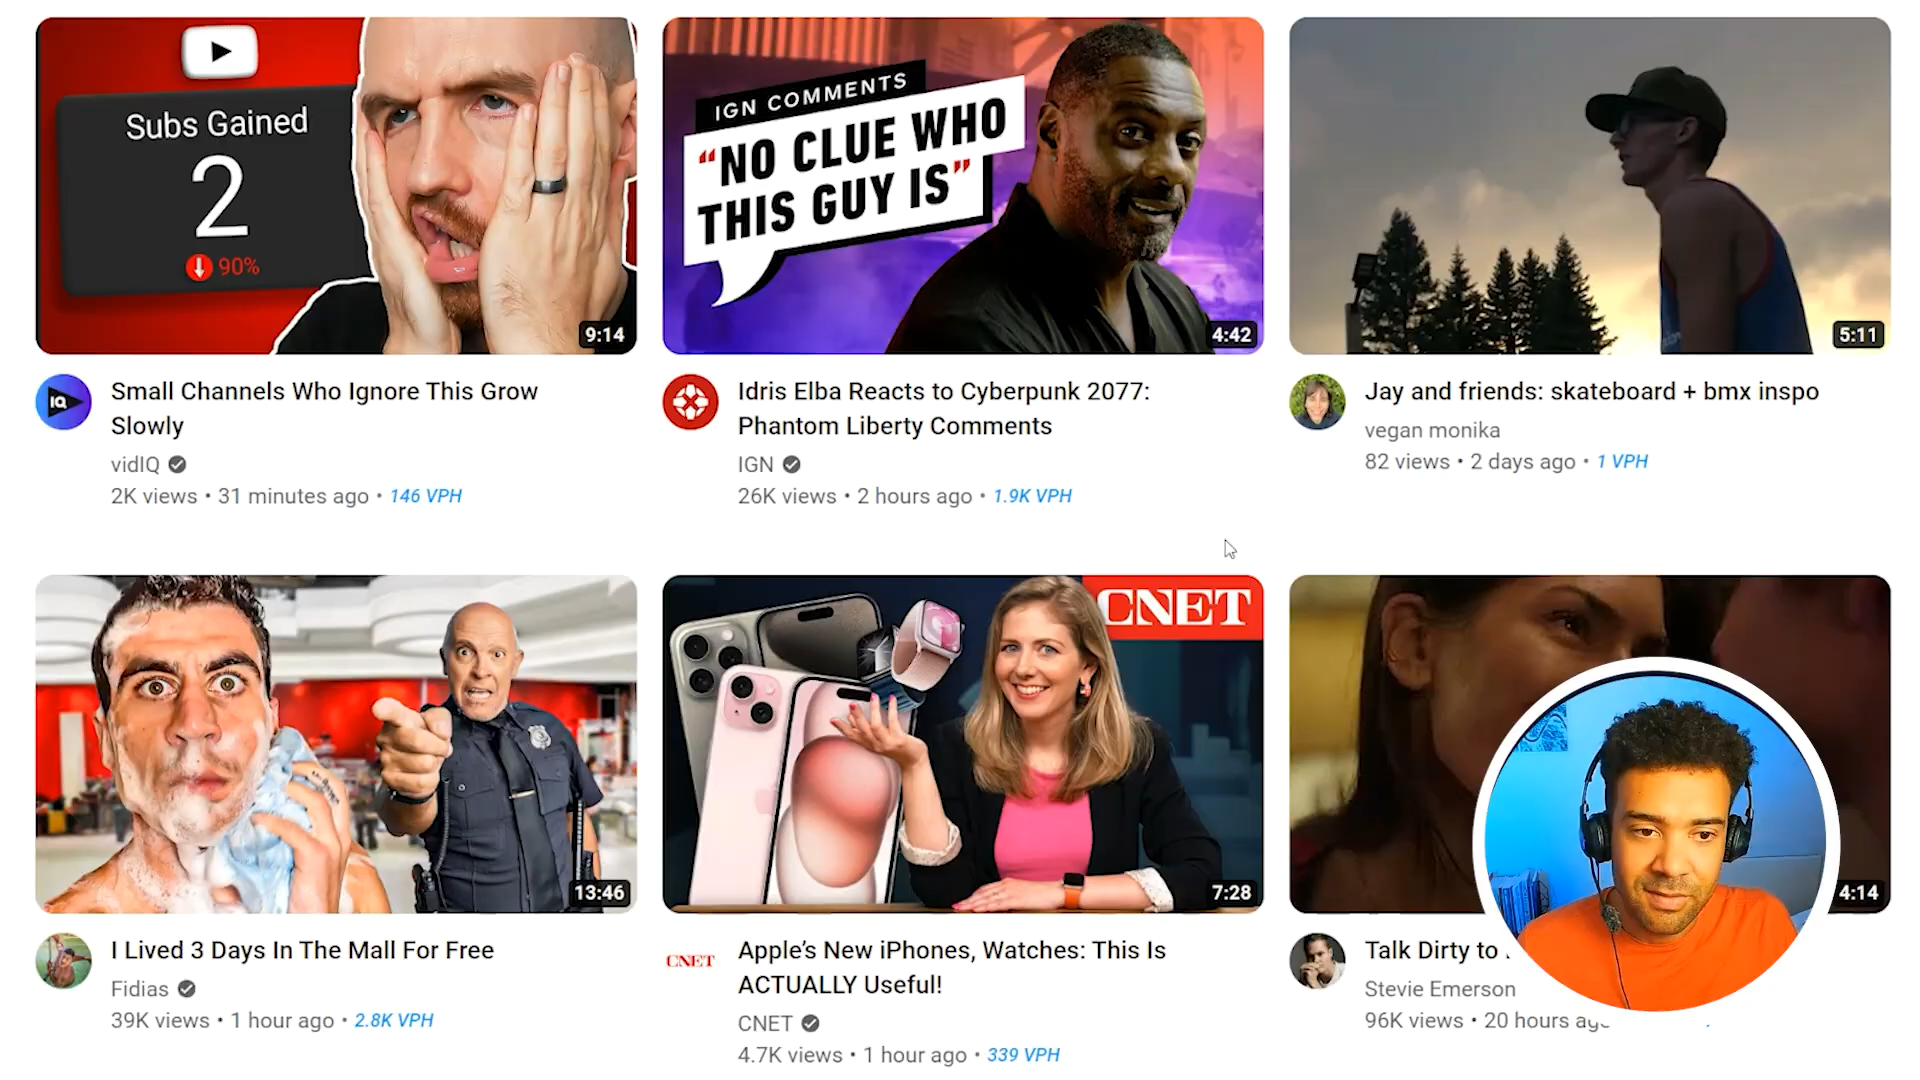 Subs Gained
2
90%
9:14
IGN COMMENTS
"NO CLUE WHO
THIS GUY IS"
4:42
5:11
IQ
Small Channels Who Ignore This Grow
Slowly
vidIQ
2K views • 31 minutes ago • 146 VPH
Idris Elba Reacts to Cyberpunk 2077:
Phantom Liberty Comments
IGN
26K views • 2 hours ago • 1.9K VPH
Jay and friends: skateboard + bmx inspo
vegan monika
82 views • 2 days ago • 1 VPH
13:46
CNET
7:28
4:14
I Lived 3 Days In The Mall For Free
Fidias
39K views • 1 hour ago • 2.8K VPH
CNET
Apple’s New iPhones, Watches: This Is
ACTUALLY Useful!
CNET
4.7K views • 1 hour ago • 339 VPH
Talk Dirty to
Stevie Emerson
96K views • 20 hours